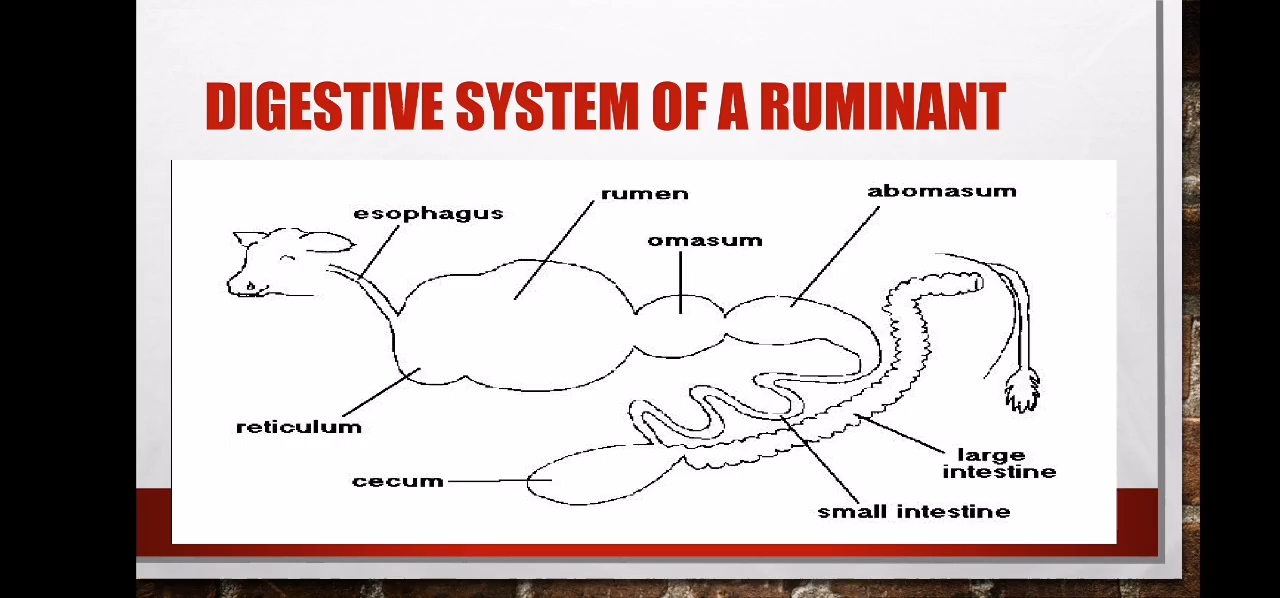 DIGESTIVE SYSTEM OF A RUMINANT
abomasum
rumen
esophagus
omasum
reticulum
large
intestine
cecum
small intestine